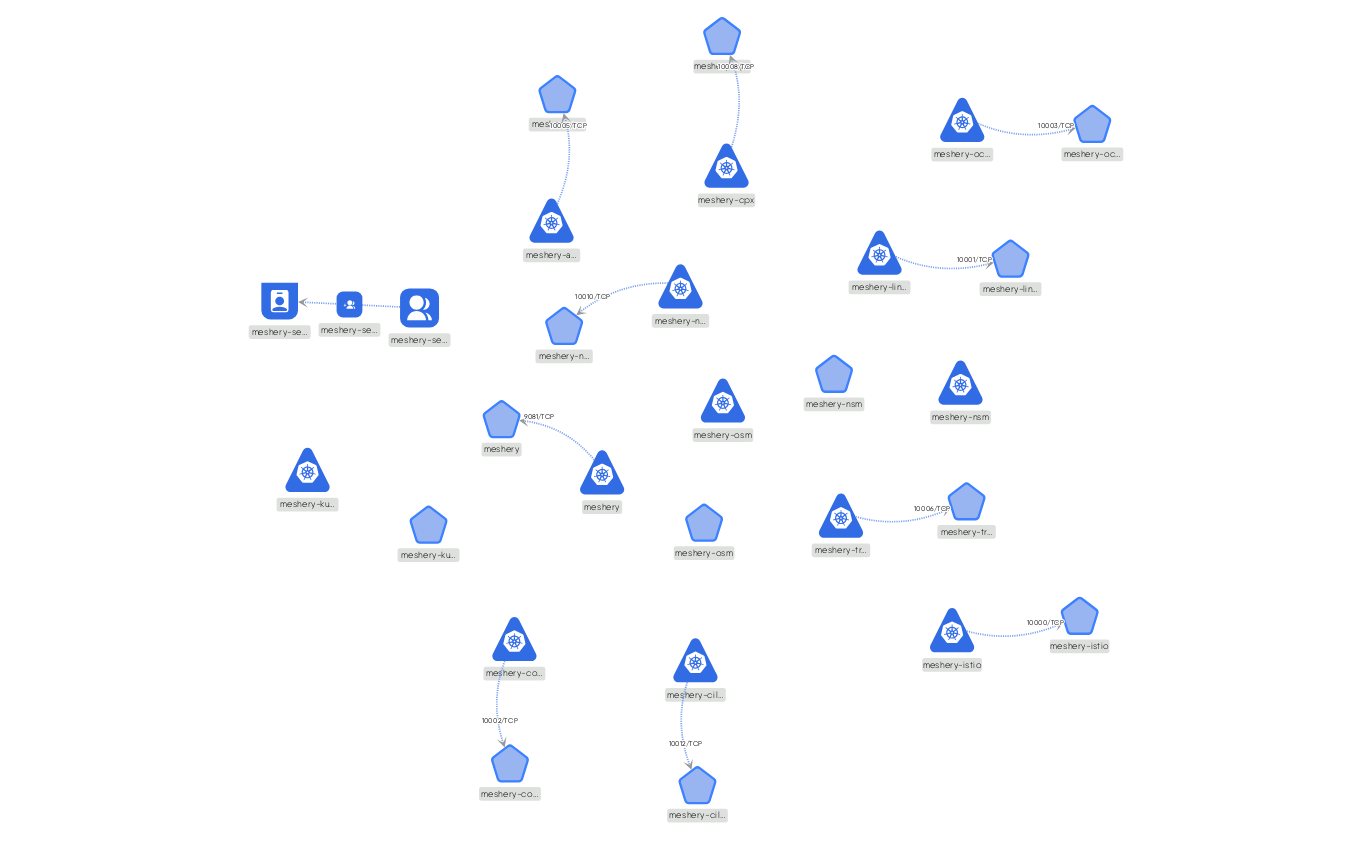 10008/TCP
10005/TCP
10003/TCP
meshery-oc...
meshery-oc...
meshery-cpx
meshery-a...
10001/TCP
meshery-lin...
meshery-lin...
10010/TCP
meshery-n...
meshery-n...
meshery-se...
meshery-se...
meshery-se...
meshery-nsm
meshery-nsm
9081/TCP
meshery-osm
meshery
meshery
meshery-ku...
meshery-ku...
10006/TCP
meshery-tr...
meshery-tr...
meshery-osm
10000/TCP
meshery-istio
meshery-istio
meshery-co...
meshery-cil...
10002/TCP
10012/TCP
meshery-co...
meshery-cil...